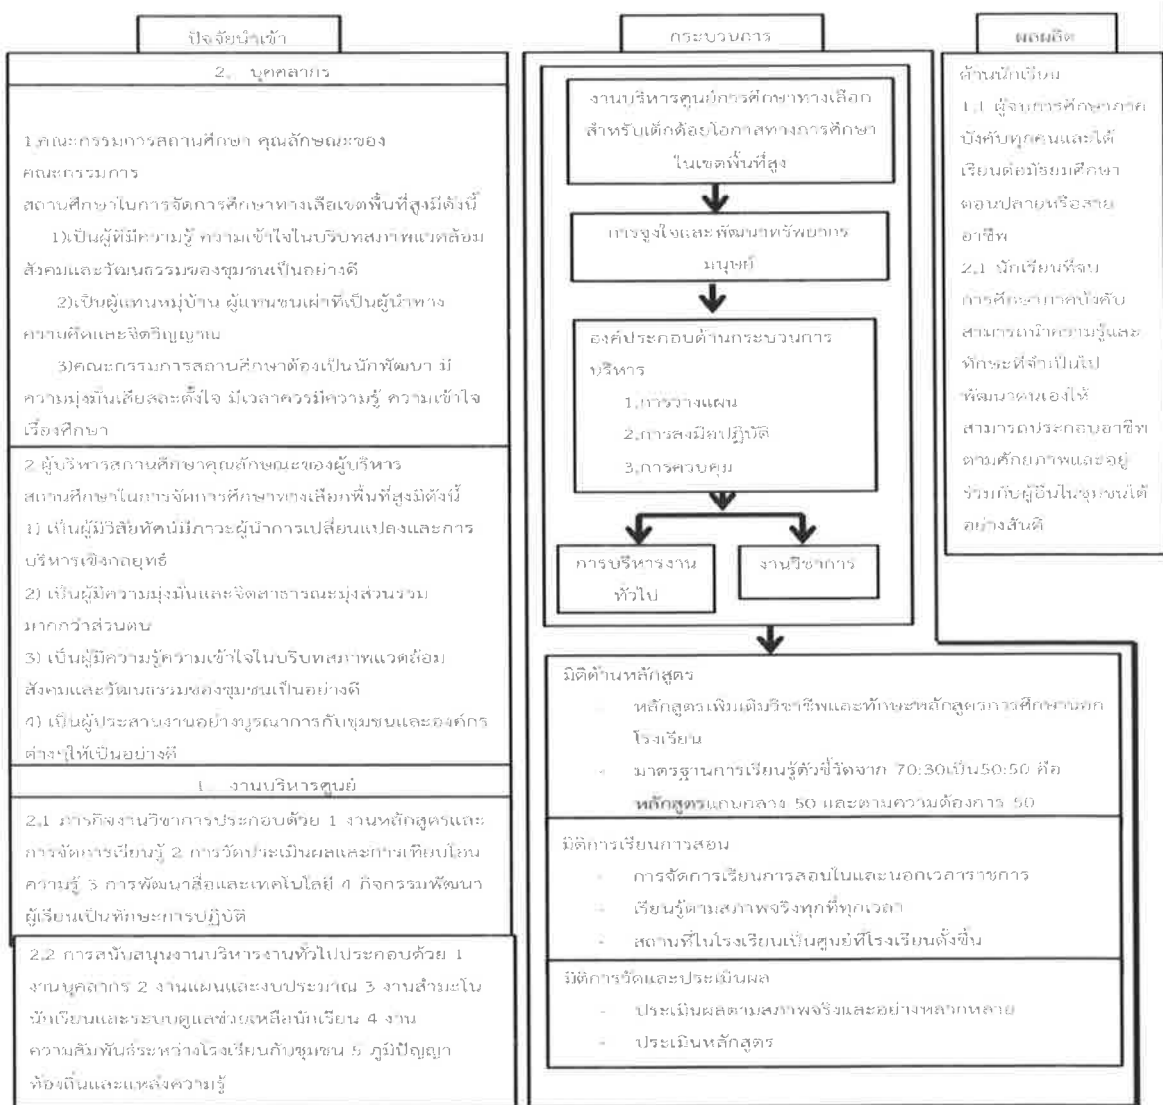 ปัจจัยนำเข้า
2. บุคคลากร
1.คณะกรรมการสถานศึกษา คุณลักษณะของ
คณะกรรมการ
สถานศึกษาในการจัดการศึกษาทางเลือเขตพื้นที่สูงมีดังนี้
1)เป็นผู้ที่มีความรู้ ความเข้าใจในบริบทสภาพแวดล้อม
สังคมและวัฒนธรรมของชุมชนเป็นอย่างดี
2)เป็นผู้แทนหมู่บ้าน ผู้แทนชนเผ่าที่เป็นผู้นำทาง
ความคิดและจิตวิญญาณ
3)คณะกรรมการสถานศึกษาต้องเป็นนักพัฒนา มี
ความมุ่งมั่นเสียสละตั้งใจ มีเวลาควรมีความรู้ ความเข้าใจ
เรื่องศึกษา
2 ผู้บริหารสถานศึกษาคุณลักษณะของผู้บริหาร
สถานศึกษาในการจัดการศึกษาทางเลือกพื้นที่สูงมีดังนี้
1) เป็นผู้มีวิสัยทัศน์มีภาวะผู้นำการเปลี่ยนแปลงและการ
บริหารเชิงกลยุทธ์
2) เป็นผู้มีความมุ่งมั่นและจิตสาธารณะมุ่งส่วนรวม
มากกว่าส่วนตน
3) เป็นผู้มีความรู้ความเข้าใจในบริบทสภาพแวดล้อม
สังคมและวัฒนธรรมของชุมชนเป็นอย่างดี
4) เป็นผู้ประสานงานอย่างบูรณาการกับชุมชนและองค์กร
ต่างๆให้เป็นอย่างดี
1. งานบริหารศูนย์
2.1 ภารกิจงานวิชาการประกอบด้วย 1 งานหลักสูตรและ
การจัดการเรียนรู้ 2 การวัดประเมินผลและการเทียบโอน
ความรู้ 3 การพัฒนาสื่อและเทคโนโลยี 4 กิจกรรมพัฒนา
ผู้เรียนเป็นทักษะการปฏิบัติ
2.2 การสนับสนุนงานบริหารงานทั่วไปประกอบด้วย 1
งานบุคลากร 2 งานแผนและงบประมาณ 3 งานสำมะโน
นักเรียนและระบบดูแลช่วยเหลือนักเรียน 4 งาน
ความสัมพันธ์ระหว่างโรงเรียนกับชุมชน 5 ภูมิปัญญา
ท้องถิ่นและแหล่งความรู้
กระบวนการ
งานบริหารศูนย์การศึกษาทางเลือก
สำหรับเด็กด้อยโอกาสทางการศึกษา
ในเขตพื้นที่สูง
การจูงใจและพัฒนาทรัพยากร
มนุษย์
องค์ประกอบด้านกระบวนการ
บริหาร
1.การวางแผน
2.การลงมือปฏิบัติ
3.การควบคุม
การบริหารงาน
ทั่วไป
งานวิชาการ
มิติด้านหลักสูตร
- หลักสูตรเพิ่มเติมวิชาชีพและทักษะหลักสูตรการศึกษานอก
โรงเรียน
- มาตรฐานการเรียนรู้ตัวชี้วัดจาก 70:30เป็น50:50 คือ
หลักสูตรแกนกลาง 50 และตามความต้องการ 50
มิติการเรียนการสอน
- การจัดการเรียนการสอนในและนอกเวลาราชการ
- เรียนรู้ตามสภาพจริงทุกที่ทุกเวลา
- สถานที่ในโรงเรียนเป็นศูนย์ที่โรงเรียนตั้งขึ้น
มิติการวัดและประเมินผล
- ประเมินผลตามสภาพจริงและอย่างหลากหลาย
- ประเมินหลักสูตร
ผลผลิต
ด้านนักเรียน
1.1 ผู้จบการศึกษาภาค
บังคับทุกคนและได้
เรียนต่อมัธยมศึกษา
ตอนปลายหรือสาย
อาชีพ
2.1 นักเรียนที่จบ
การศึกษาภาคบังคับ
สามารถนำความรู้และ
ทักษะที่จำเป็นไป
พัฒนาตนเองให้
สามารถประกอบอาชีพ
ตามศักยภาพและอยู่
ร่วมกับผู้อื่นในชุมชนได้
อย่างสันติ